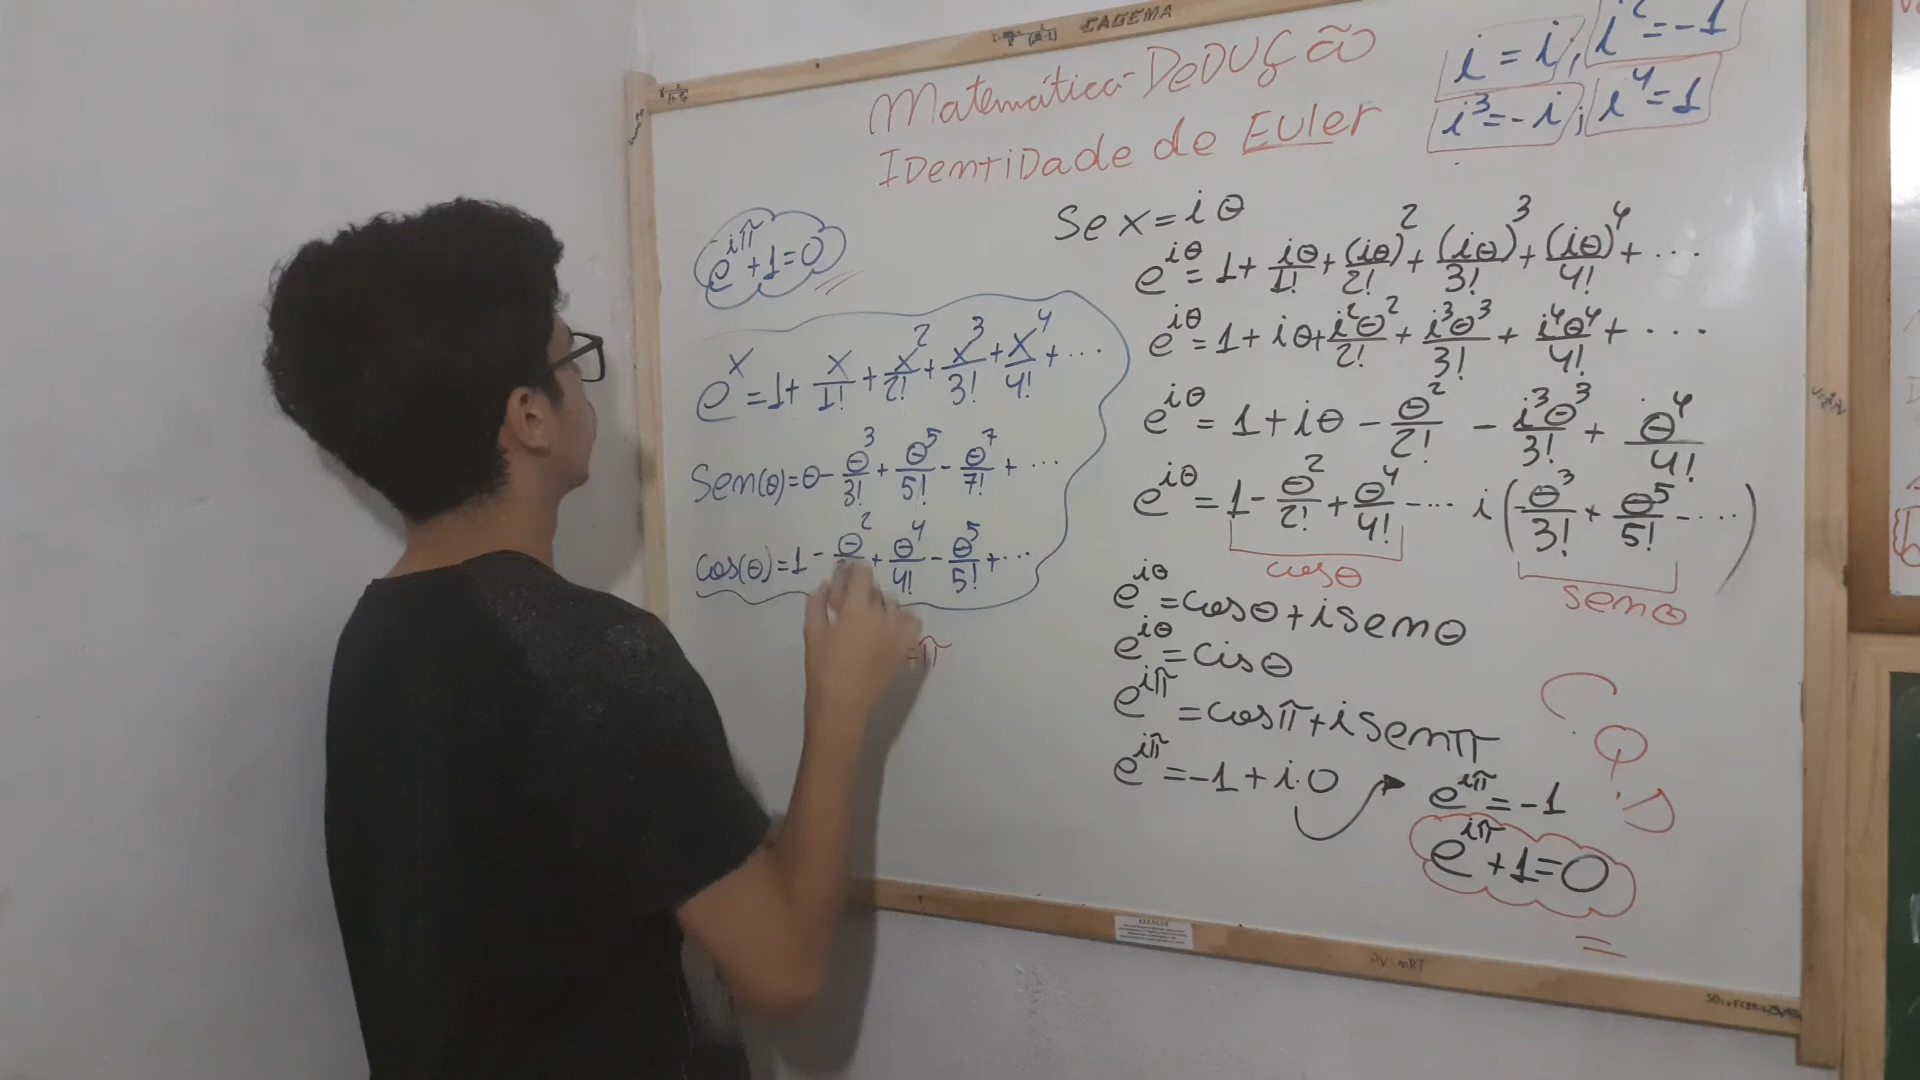 CAGEMA
Matemática - DEDUÇÃO
IDentiDade de Euler
i = i ; i² = -1
i³ = -i ; i⁴ = 1
e^{iπ} + 1 = 0
e^x = 1 + x/1! + x²/2! + x³/3! + x⁴/4! + ...
Sen(θ) = θ - θ³/3! + θ⁵/5! - θ⁷/7! + ...
Cos(θ) = 1 - θ² + θ⁴/4! - θ⁵/5! + ...
= π
Se x = iθ
e^{iθ} = 1 + iθ/1! + (iθ)²/2! + (iθ)³/3! + (iθ)⁴/4! + ...
e^{iθ} = 1 + iθ + i²θ²/2! + i³θ³/3! + i⁴θ⁴/4! + ...
e^{iθ} = 1 + iθ - θ²/2! - i³θ³/3! + θ⁴/4!
e^{iθ} = 1 - θ²/2! + θ⁴/4! - ... i(-θ³/3! + θ⁵/5! - ...)
cosθ
senθ
e^{iθ} = cosθ + i senθ
e^{iθ} = cisθ
e^{iπ} = cosπ + i senπ
e^{iπ} = -1 + i.0
e^{iπ} = -1
e^{iπ} + 1 = 0
C.Q.D
PV=nRT